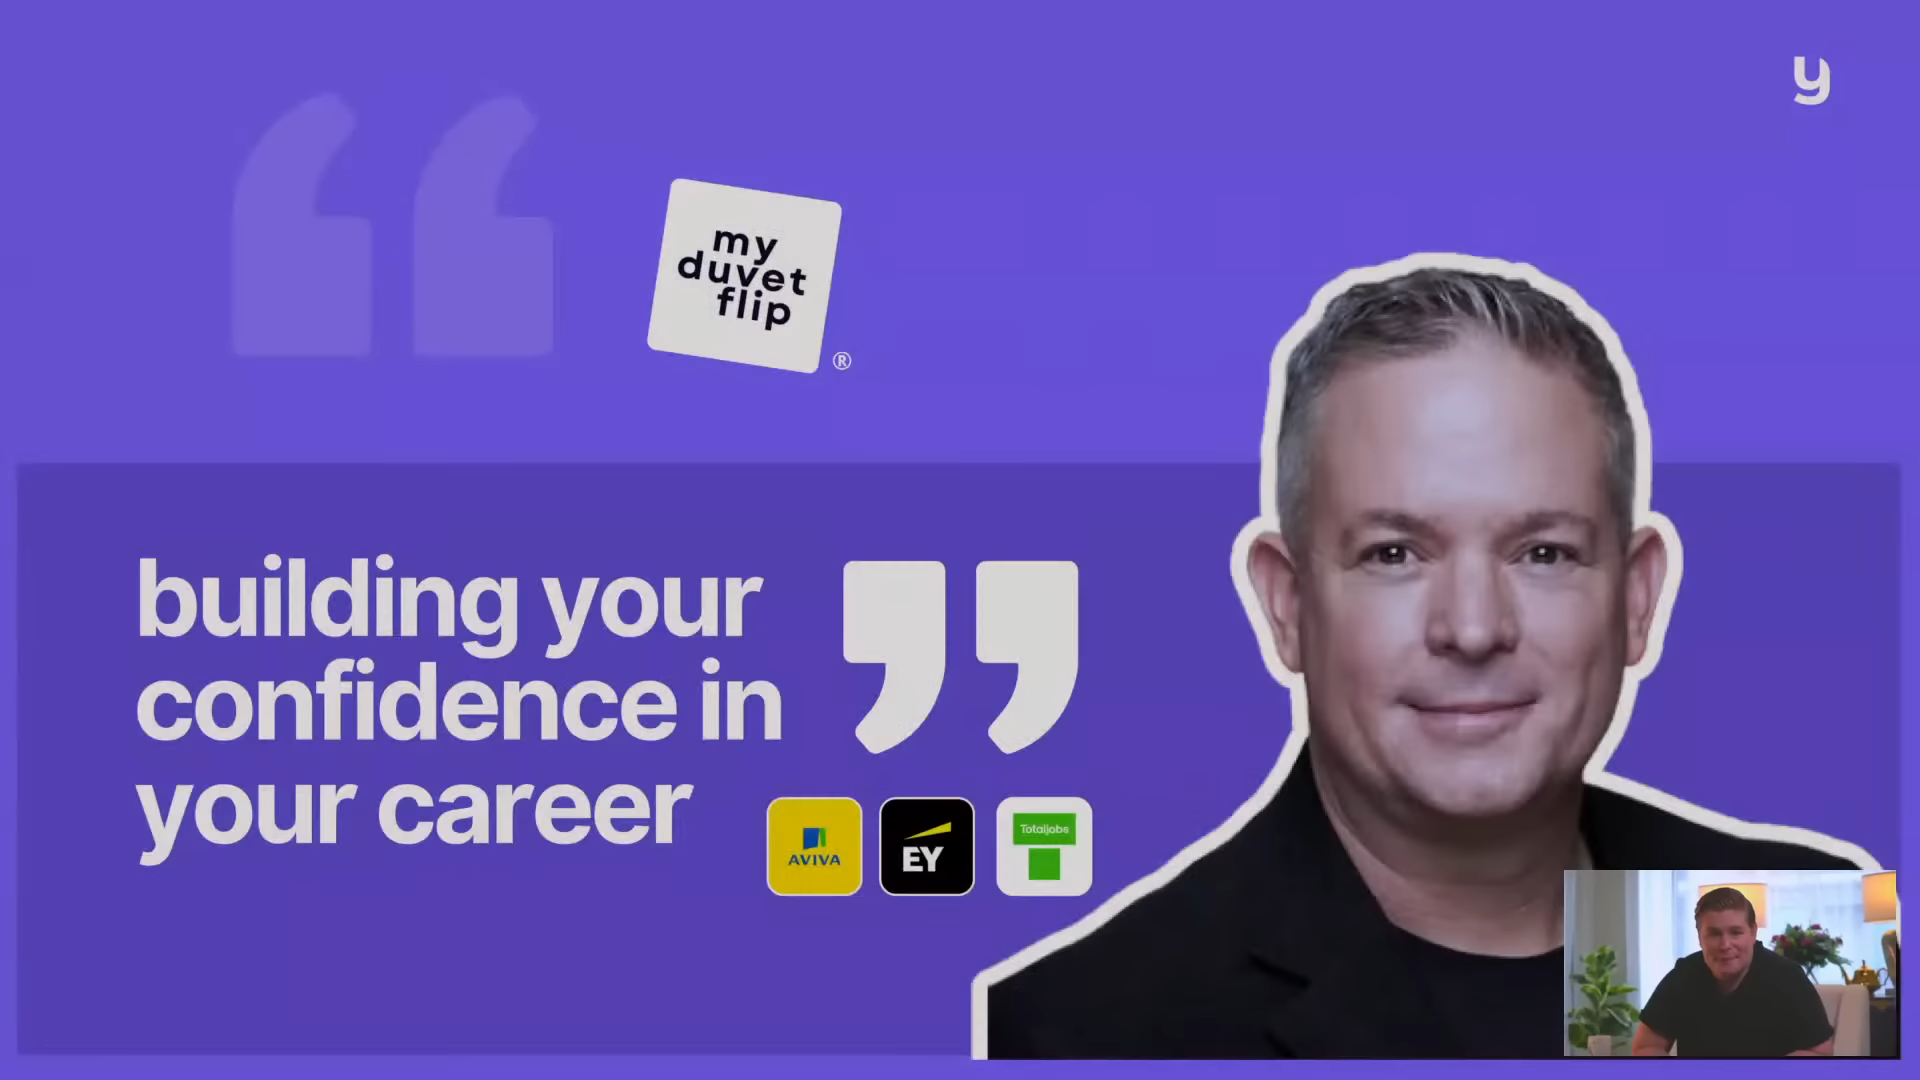 y
my
duvet
flip
®
building your
confidence in
your career
AVIVA
EY
Totaljobs